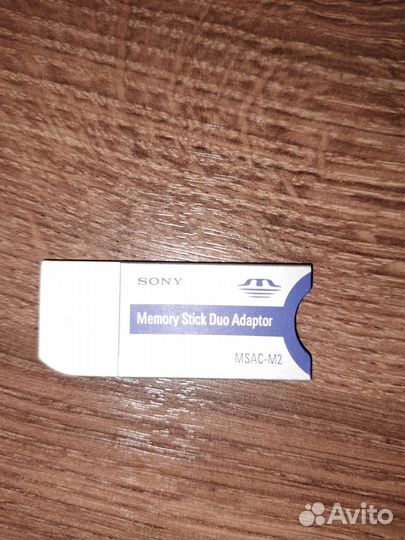 SONY
Memory Stick Duo Adaptor
MSAC-M2
Avito